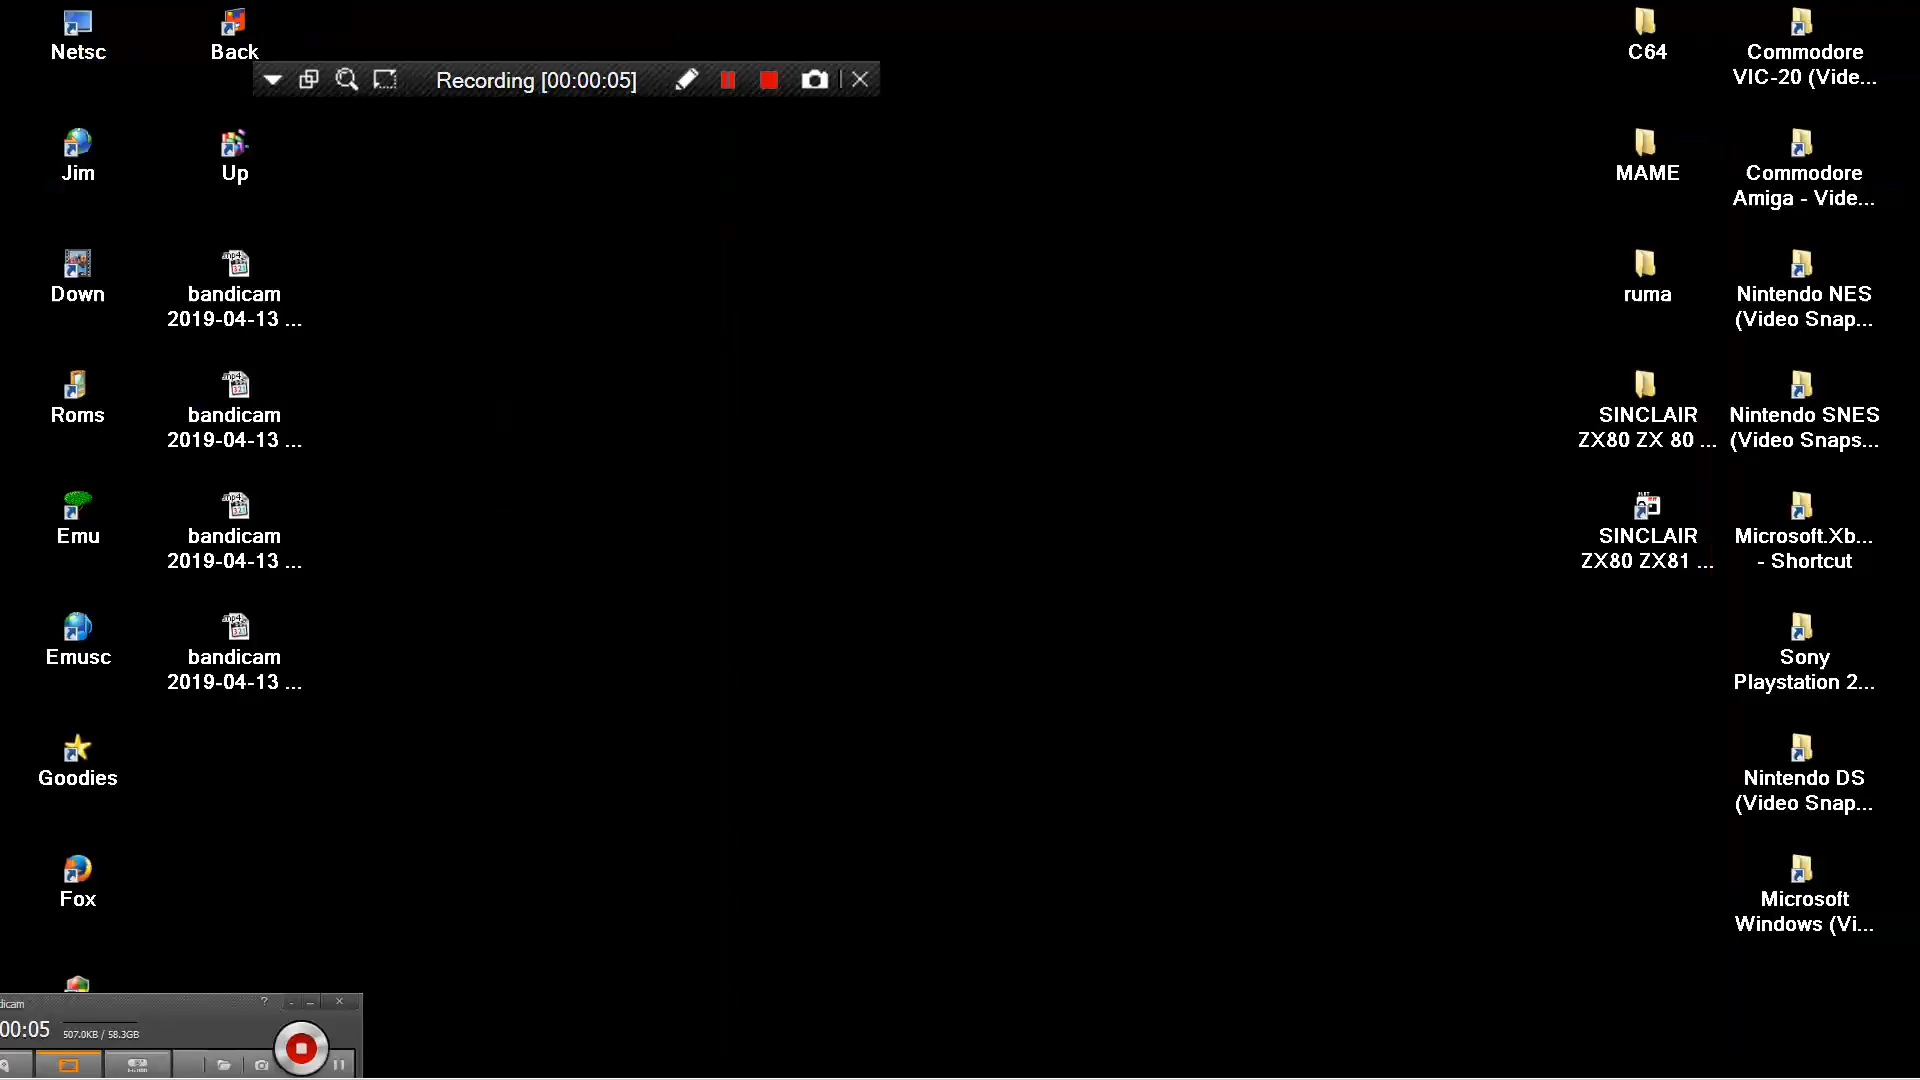 Netsc
Back
Recording [00:00:05]
C64
Commodore
VIC-20 (Vide...
Jim
Up
MAME
Commodore
Amiga - Vide...
Down
bandicam
2019-04-13 ...
ruma
Nintendo NES
(Video Snap...
Roms
bandicam
2019-04-13 ...
SINCLAIR
ZX80 ZX 80 ...
Nintendo SNES
(Video Snaps...
Emu
bandicam
2019-04-13 ...
SINCLAIR
ZX80 ZX81 ...
Microsoft.Xb...
- Shortcut
Emusc
bandicam
2019-04-13 ...
Sony
Playstation 2...
Goodies
Nintendo DS
(Video Snap...
Fox
Microsoft
Windows (Vi...
dicam
00:05
507.0KB / 58.3GB